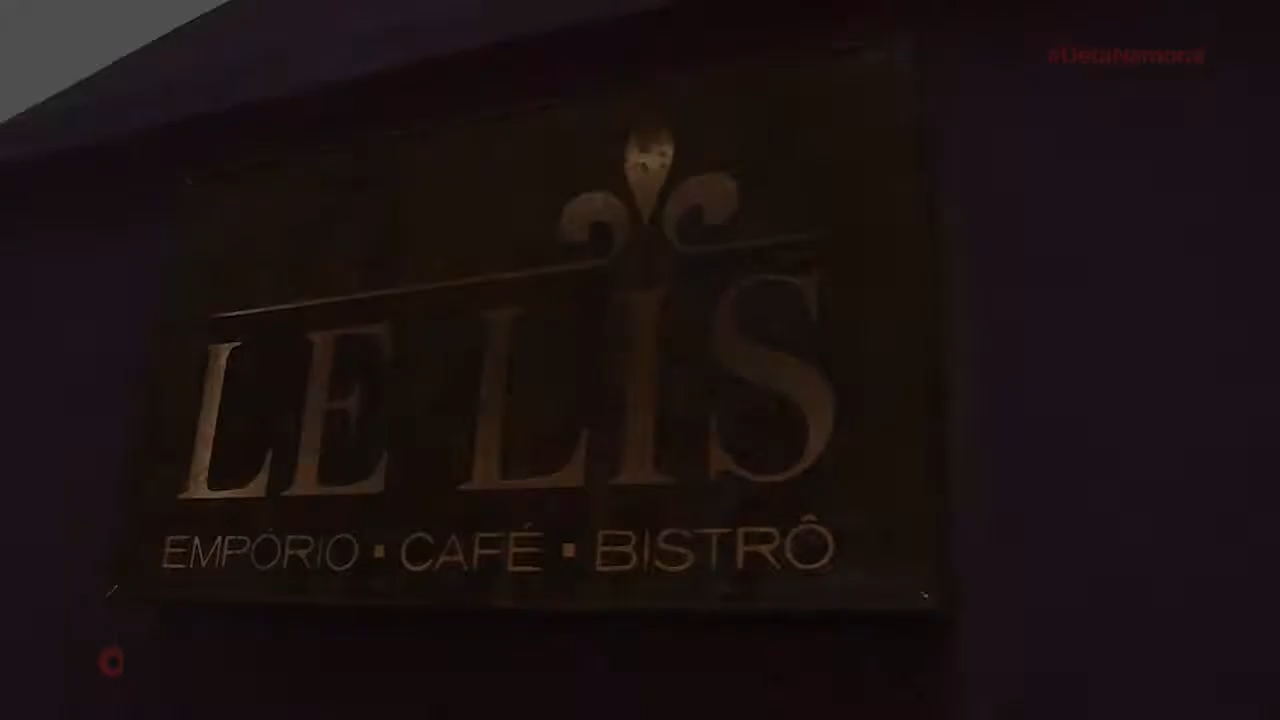 LE LIS
EMPÓRIO • CAFÉ • BISTRÔ